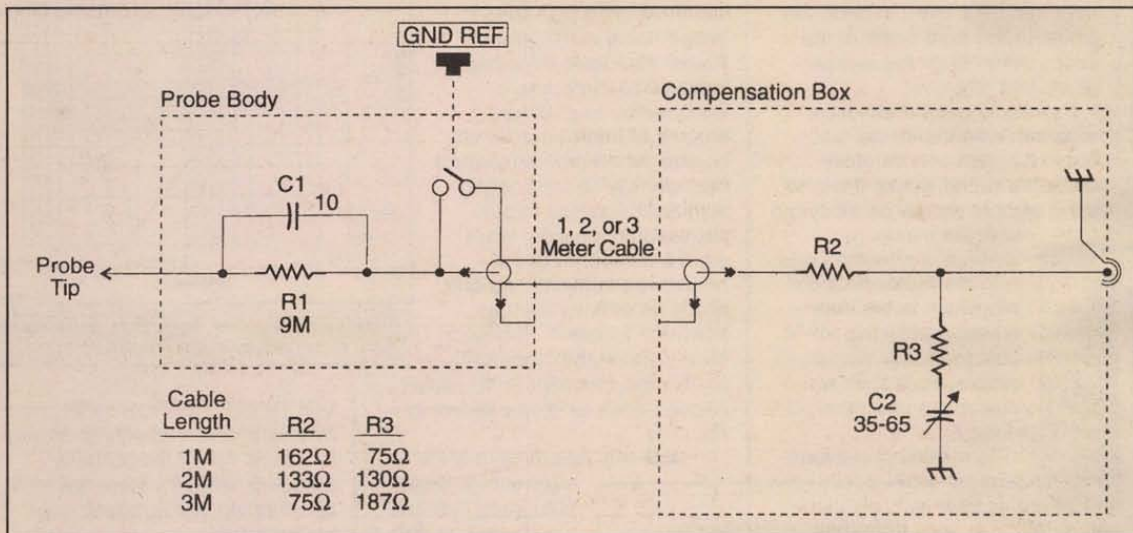 GND REF
Probe Body
Compensation Box
C1
10
1, 2, or 3
Meter Cable
Probe
Tip
R1
9M
R2
R3
C2
35-65
Cable
Length R2 R3
1M 162Ω 75Ω
2M 133Ω 130Ω
3M 75Ω 187Ω